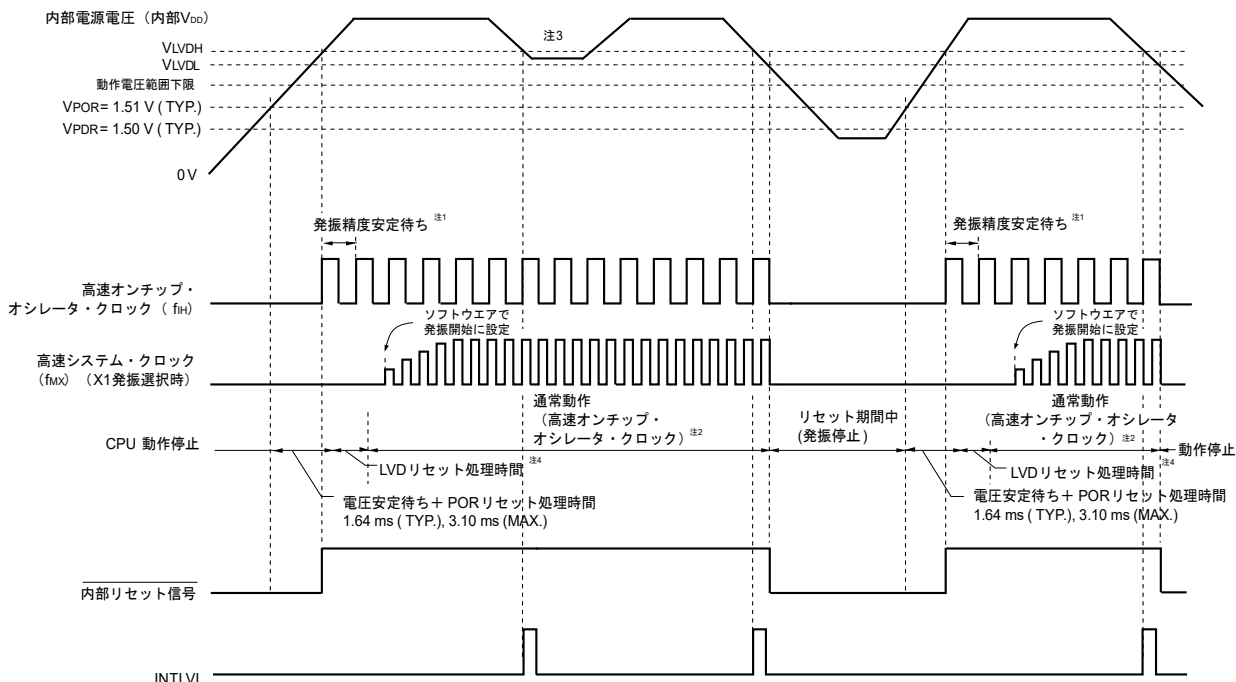 内部電源電圧（内部VDD）
注3
VLVDH
VLVDL
動作電圧範囲下限
VPOR = 1.51 V ( TYP. )
VPDR = 1.50 V ( TYP. )
0 V
発振精度安定待ち 注1
発振精度安定待ち 注1
高速オンチップ・
オシレータ・クロック（ fIH）
ソフトウエアで
発振開始に設定
ソフトウエアで
発振開始に設定
高速システム・クロック
（fMX）（X1発振選択時）
通常動作
（高速オンチップ・
オシレータ・クロック）注2
リセット期間中
(発振停止)
通常動作
（高速オンチップ・オシレータ
・クロック）注2
CPU 動作停止
動作停止
LVDリセット処理時間 注4
LVDリセット処理時間 注4
電圧安定待ち＋ PORリセット処理時間
1.64 ms ( TYP.), 3.10 ms (MAX.)
電圧安定待ち＋ PORリセット処理時間
1.64 ms ( TYP.), 3.10 ms (MAX.)
内部リセット信号
INTLVI